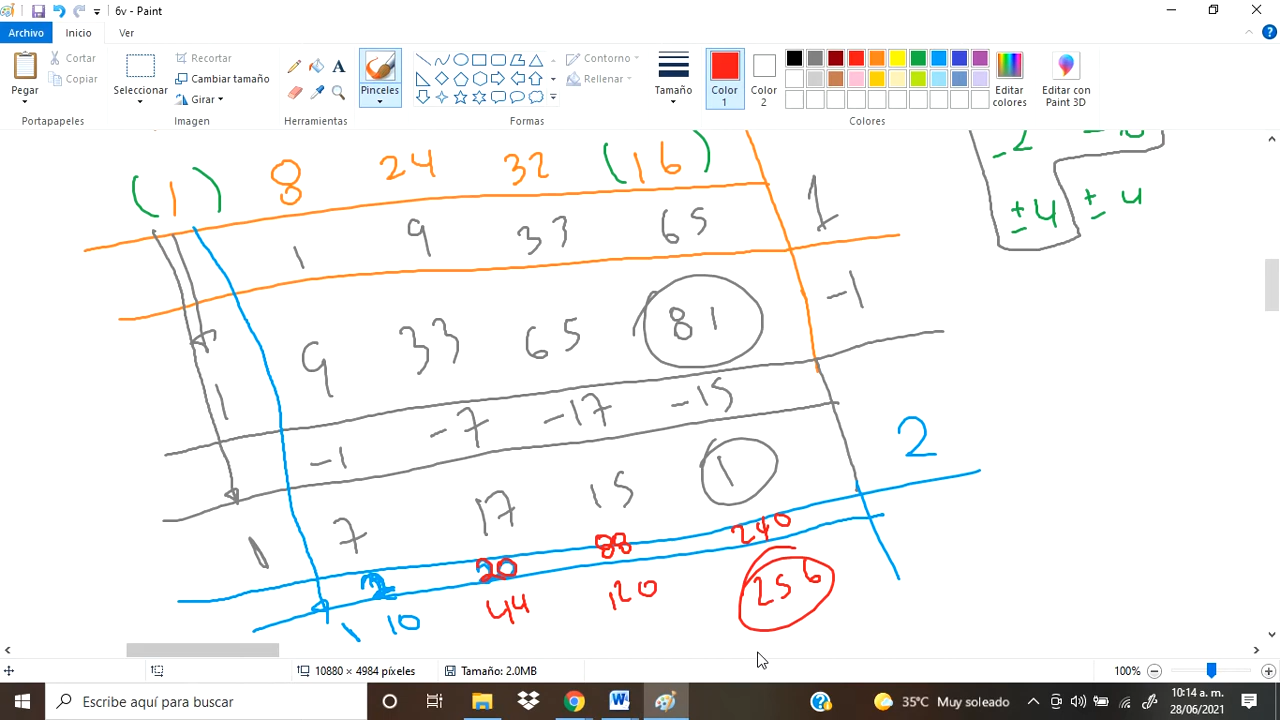 6v - Paint
Archivo Inicio Ver
Pegar
Cortar
Copiar
Portapapeles
Seleccionar
Recortar
Cambiar tamaño
Girar
Imagen
A
Herramientas
Pinceles
Contorno
Rellenar
Formas
Tamaño
Color 1
Color 2
Editar colores
Editar con Paint 3D
Colores
(1) 8 24 32 (16)
1 9 33 65 1
9 33 65 81 -1
1
-1 -7 -17 -15
7 17 15 1 2
20 88 240
1 10 44 120 256
-2
±4 ±4
10880 × 4984 píxeles
Tamaño: 2.0MB
100%
Escribe aquí para buscar
35°C Muy soleado
10:14 a. m.
28/06/2021